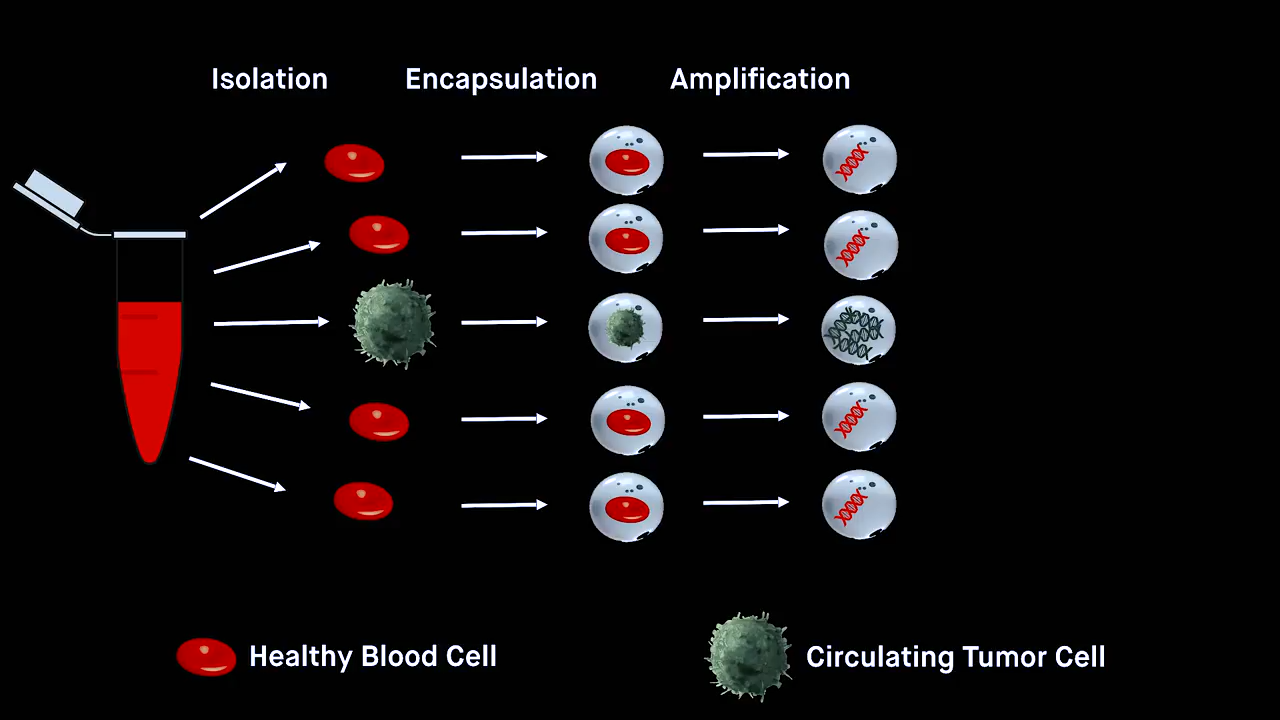 Isolation
Encapsulation
Amplification
Healthy Blood Cell
Circulating Tumor Cell